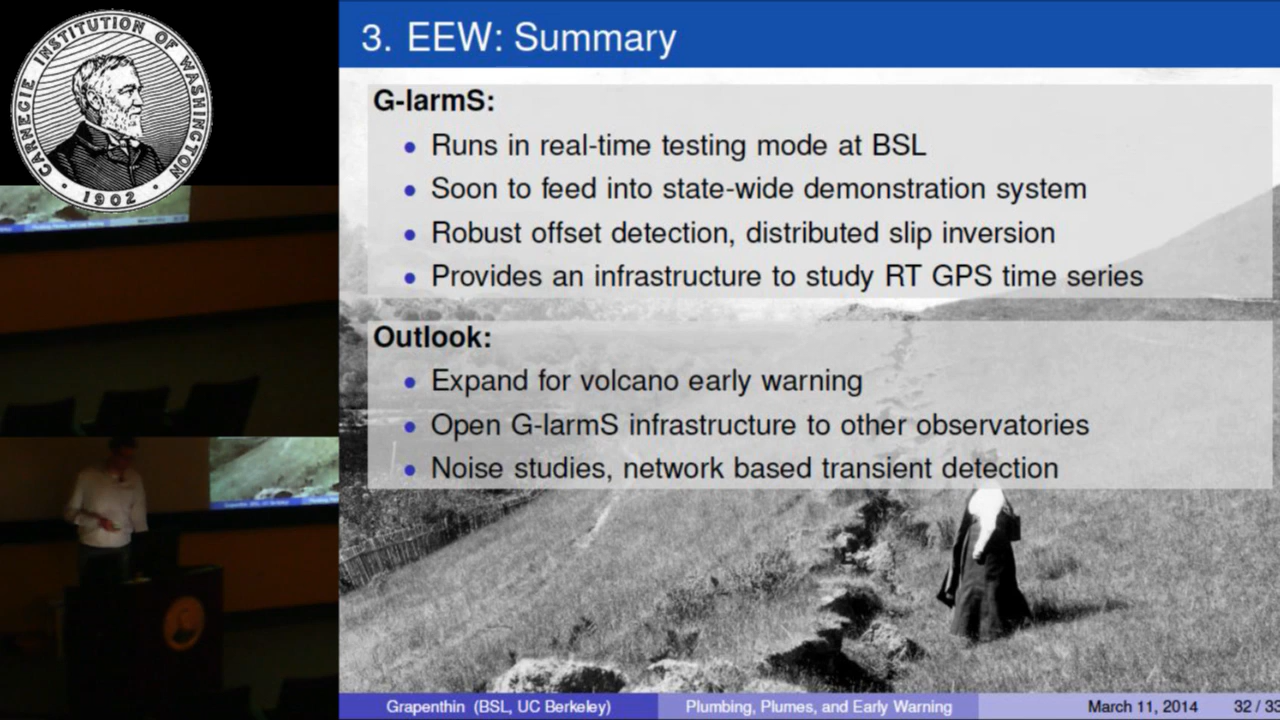 CARNEGIE INSTITUTION OF WASHINGTON
1902
3. EEW: Summary
G-larmS:
• Runs in real-time testing mode at BSL
• Soon to feed into state-wide demonstration system
• Robust offset detection, distributed slip inversion
• Provides an infrastructure to study RT GPS time series
Outlook:
• Expand for volcano early warning
• Open G-larmS infrastructure to other observatories
• Noise studies, network based transient detection
Grapenthin (BSL, UC Berkeley) Plumbing, Plumes, and Early Warning March 11, 2014 32 / 33